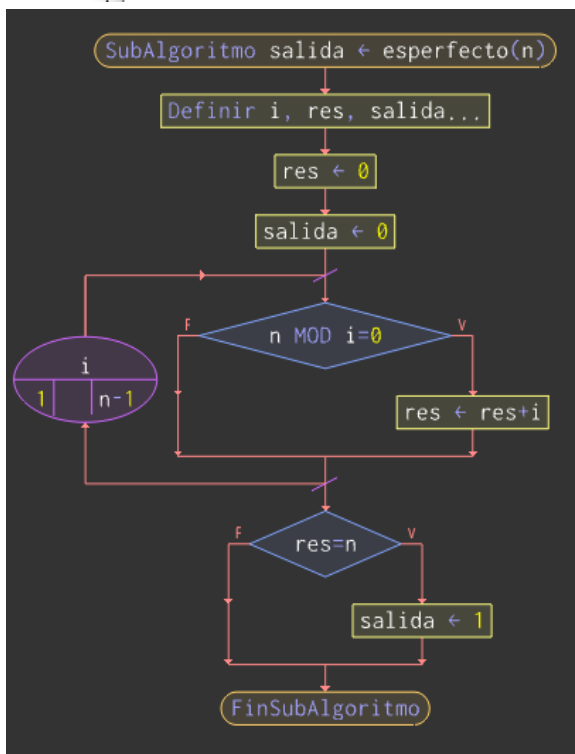 SubAlgoritmo salida ← esperfecto(n)
Definir i, res, salida...
res ← 0
salida ← 0
F
n MOD i=0
V
i
1
n-1
res ← res+i
F
res=n
V
salida ← 1
FinSubAlgoritmo